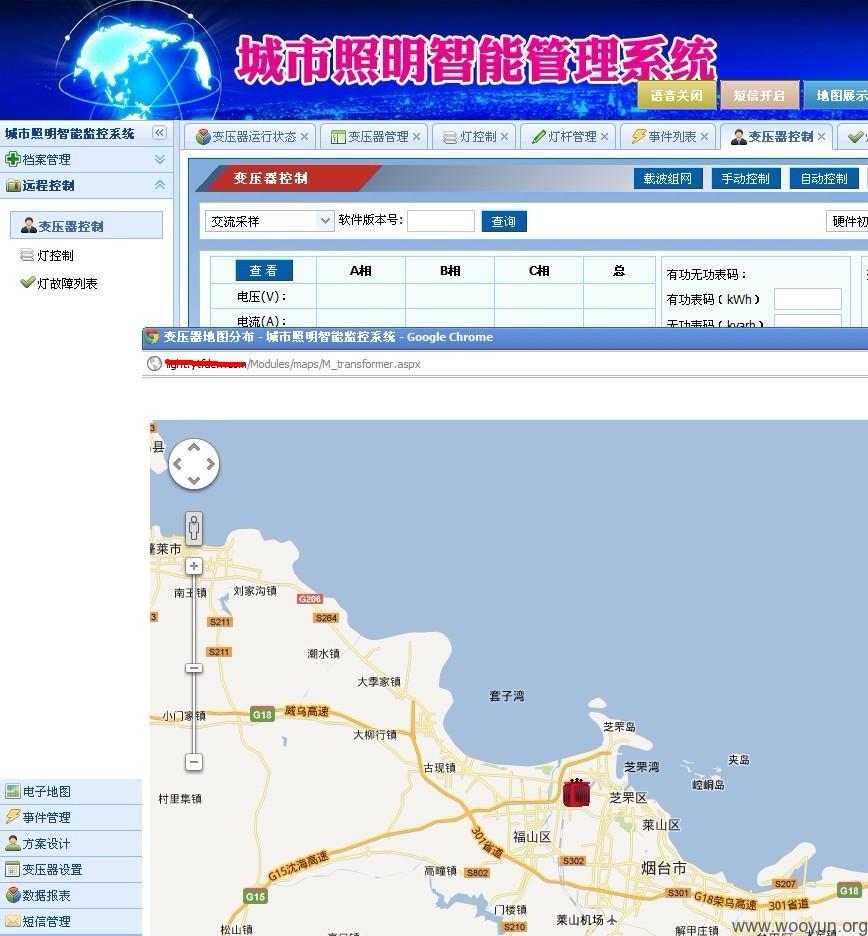 城市照明智能管理系统
语音关闭 短信开启 地图展示
城市照明智能监控系统
档案管理
远程控制
变压器控制
灯控制
灯故障列表
变压器运行状态 变压器管理 灯控制 灯杆管理 事件列表 变压器控制
变压器控制
载波组网 手动控制 自动控制
交流采样 软件版本号: 查询 硬件初
查 看 A相 B相 C相 总
电压(V):
电流(A):
有功无功表码:
有功表码(kWh)
无功表码(kvarh)
变压器地图分布 - 城市照明智能监控系统 - Google Chrome
/Modules/maps/M_transformer.aspx
3
县
蓬莱市
南王镇
刘家沟镇
G206
S264
3
S211
S211
潮水镇
大季家镇
套子湾
小门家镇
G18
威乌高速
大柳行镇
芝罘岛
古现镇
芝罘湾
夹岛
崆峒岛
村里集镇
芝罘区
莱山区
301省道
福山区
G15沈海高速
S302
烟台市
高疃镇
S802
S207
G15
S301
G18荣乌高速
301省道
G18
门楼镇
莱山机场
S210
松山镇
解甲庄镇
www.wooyun.org
电子地图
事件管理
方案设计
变压器设置
数据报表
短信管理